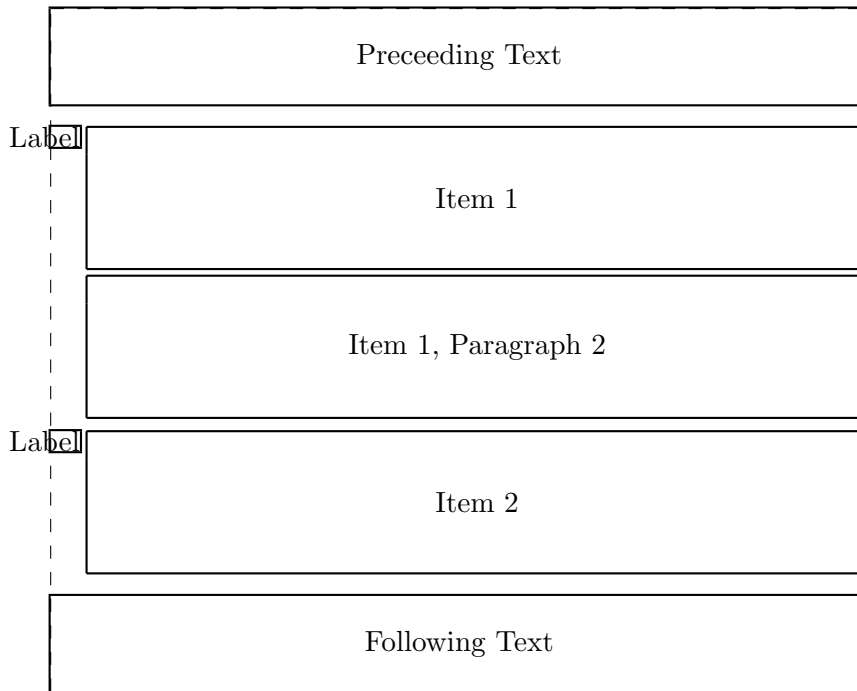 Preceeding Text
Label
Item 1
Item 1, Paragraph 2
Label
Item 2
Following Text